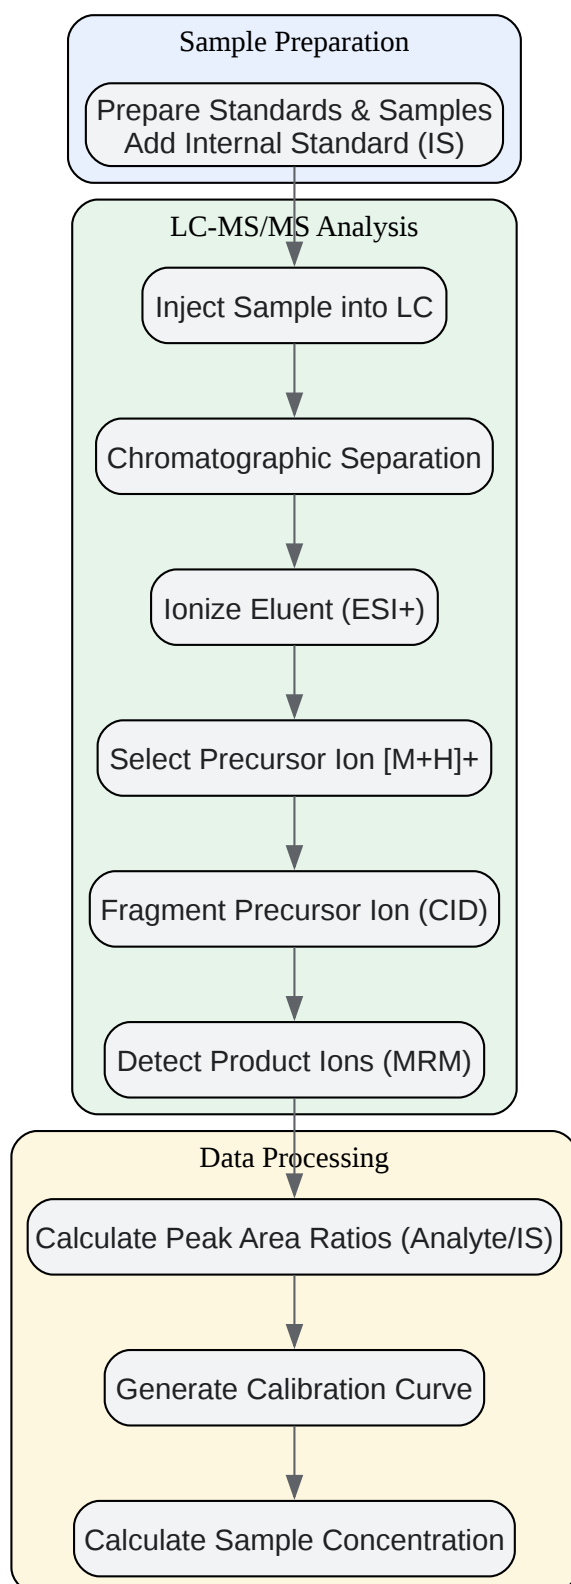 Sample Preparation
Prepare Standards & Samples
Add Internal Standard (IS)
LC-MS/MS Analysis
Inject Sample into LC
Chromatographic Separation
Ionize Eluent (ESI+)
Select Precursor Ion [M+H]+
Fragment Precursor Ion (CID)
Detect Product Ions (MRM)
Data Processing
Calculate Peak Area Ratios (Analyte/IS)
Generate Calibration Curve
Calculate Sample Concentration